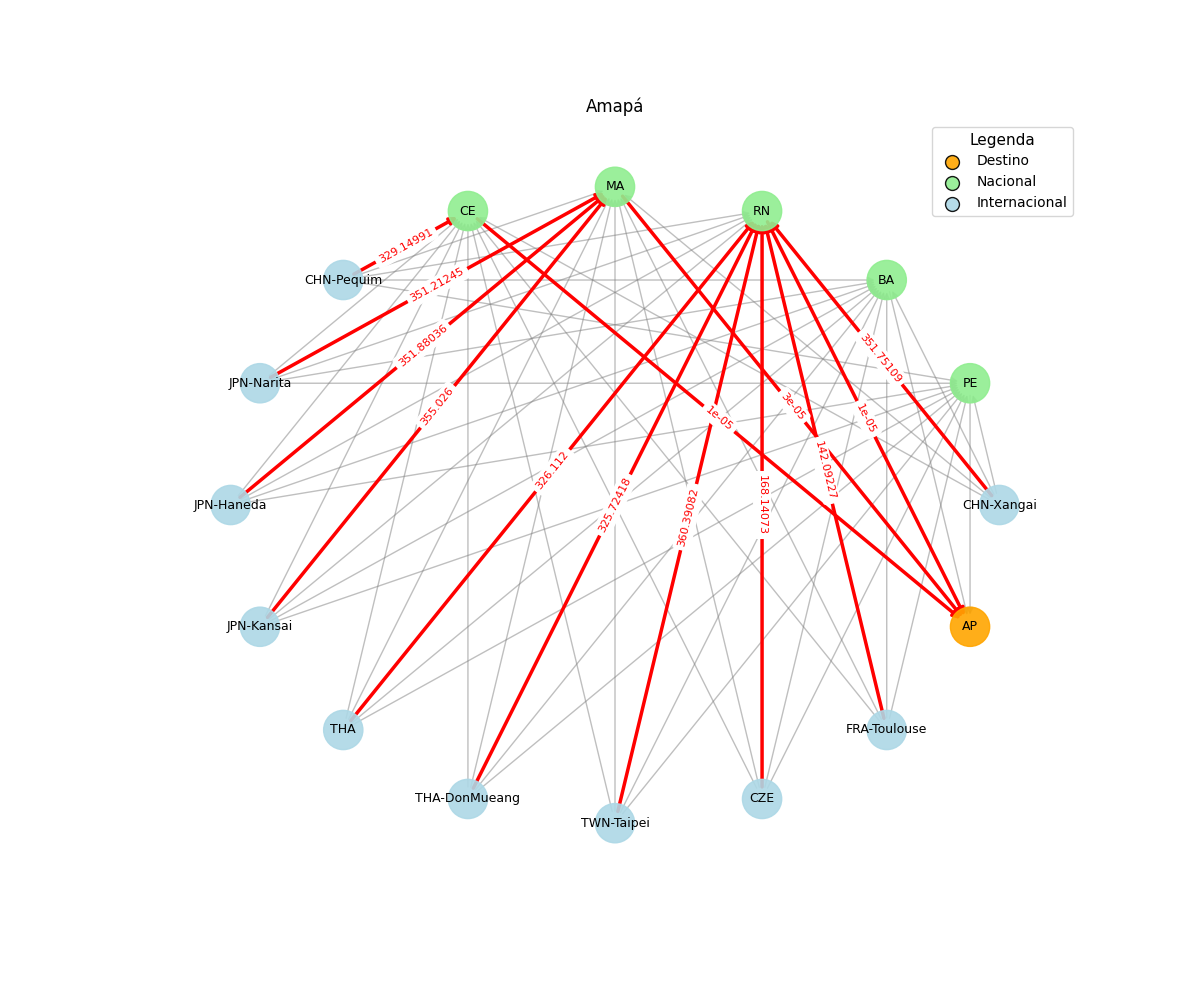 Amapá
Legenda
Destino
Nacional
Internacional
MA
CE
RN
BA
PE
CHN-Pequim
JPN-Narita
JPN-Haneda
JPN-Kansai
THA
THA-DonMueang
TWN-Taipei
CZE
FRA-Toulouse
AP
CHN-Xangai
329.14991
351.21245
351.88036
355.026
326.112
325.72418
360.39082
168.14073
142.09227
351.75109
1e-05
3e-05
1e-05